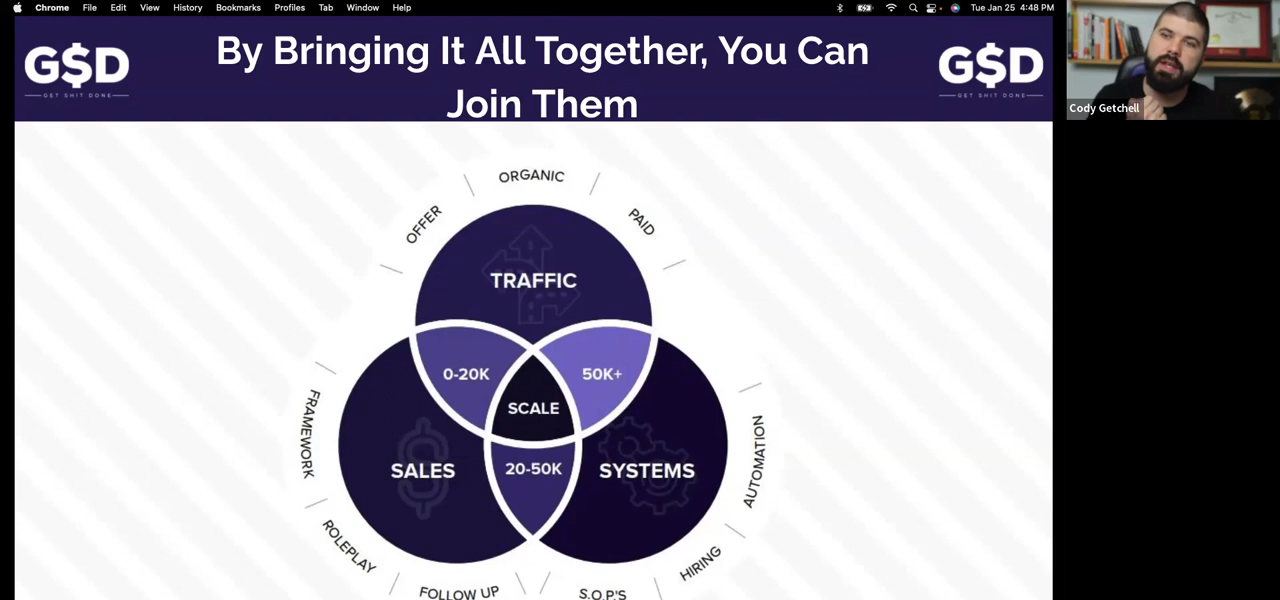 Chrome File Edit View History Bookmarks Profiles Tab Window Help
Tue Jan 25 4:48 PM
G$D
GET SHIT DONE
By Bringing It All Together, You Can
Join Them
G$D
GET SHIT DONE
Cody Getchell
OFFER
ORGANIC
PAID
TRAFFIC
0-20K
50K+
SCALE
FRAMEWORK
SALES
20-50K
SYSTEMS
AUTOMATION
ROLEPLAY
FOLLOW UP
S.O.P.'S
HIRING